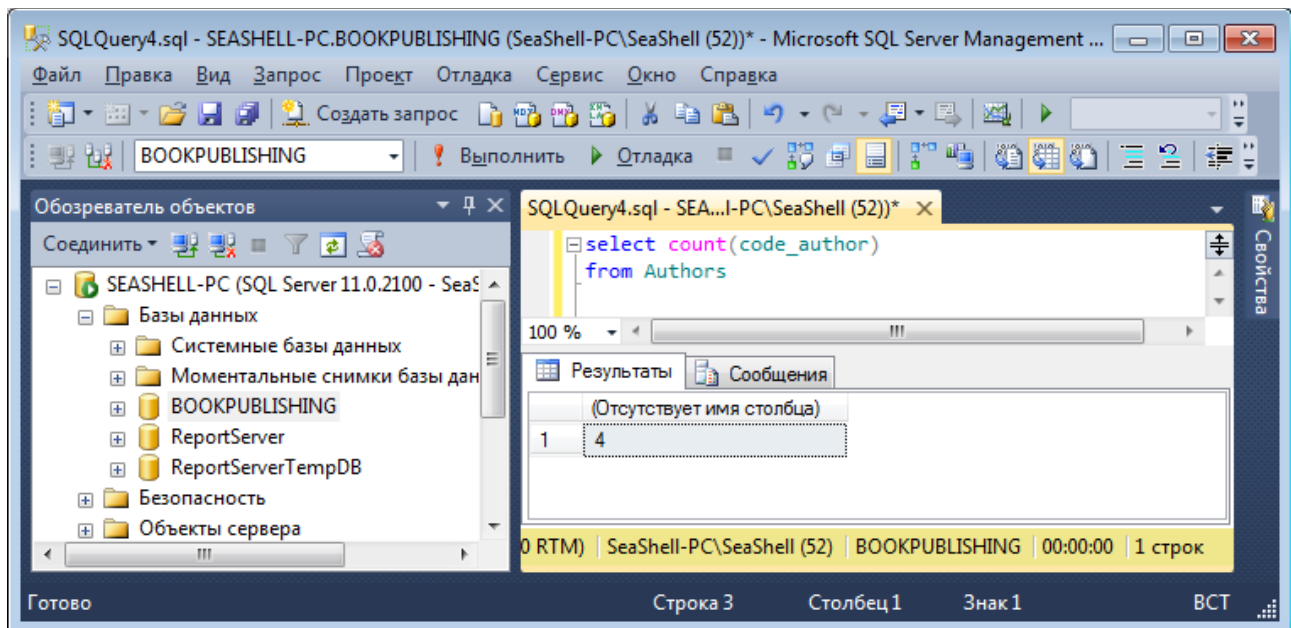 SQLQuery4.sql - SEASHELL-PC.BOOKPUBLISHING (SeaShell-PC\SeaShell (52))* - Microsoft SQL Server Management ...
Файл Правка Вид Запрос Проект Отладка Сервис Окно Справка
Создать запрос
BOOKPUBLISHING Выполнить Отладка
Обозреватель объектов
Соединить
SEASHELL-PC (SQL Server 11.0.2100 - SeaS
Базы данных
Системные базы данных
Моментальные снимки базы дан
BOOKPUBLISHING
ReportServer
ReportServerTempDB
Безопасность
Объекты сервера
SQLQuery4.sql - SEA...l-PC\SeaShell (52))*
select count(code_author)
from Authors
100 %
Результаты Сообщения
(Отсутствует имя столбца)
1 4
0 RTM) SeaShell-PC\SeaShell (52) BOOKPUBLISHING 00:00:00 1 строк
Свойства
Готово Строка 3 Столбец 1 Знак 1 ВСТ